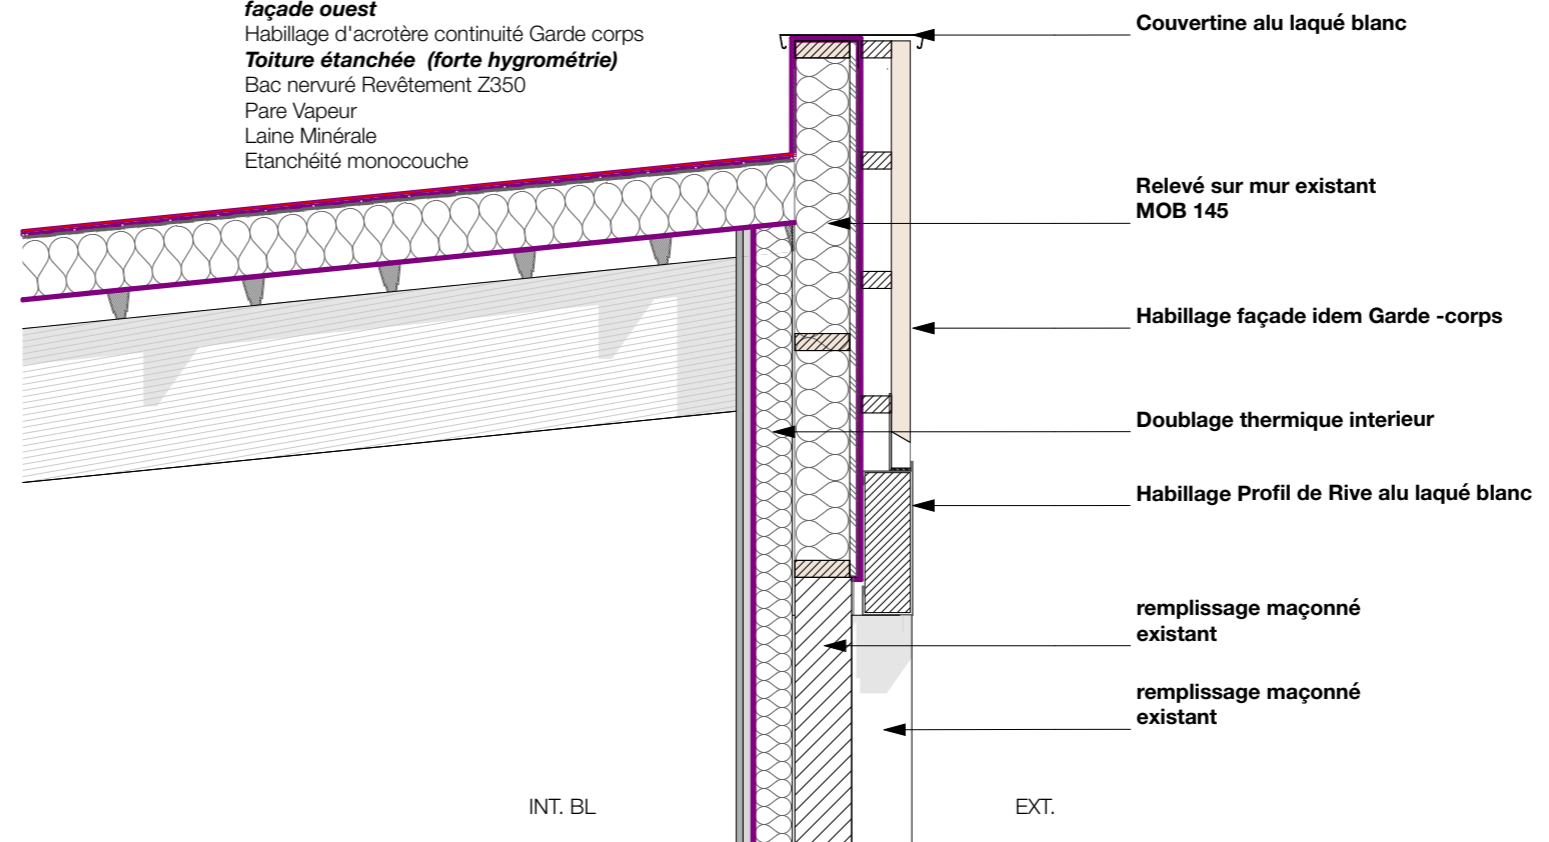 façade ouest
Habillage d'acrotère continuité Garde corps
Toiture étanchée (forte hygrométrie)
Bac nervuré Revêtement Z350
Pare Vapeur
Laine Minérale
Etanchéité monocouche
Couvertine alu laqué blanc
Relevé sur mur existant
MOB 145
Habillage façade idem Garde -corps
Doublage thermique interieur
Habillage Profil de Rive alu laqué blanc
remplissage maçonné
existant
remplissage maçonné
existant
INT. BL
EXT.